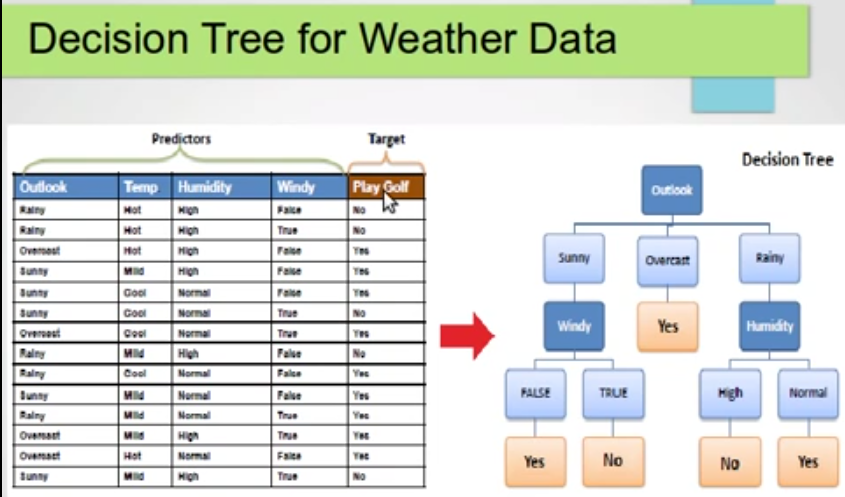 Decision Tree for Weather Data
Predictors Target
Decision Tree
Outlook Temp Humidity Windy Play Golf
Rainy Hot High False No
Rainy Hot High True No
Overcast Hot High False Yes
Sunny Mild High False Yes
Sunny Cool Normal False Yes
Sunny Cool Normal True No
Overcast Cool Normal True Yes
Rainy Mild High False No
Rainy Cool Normal False Yes
Sunny Mild Normal False Yes
Rainy Mild Normal True Yes
Overcast Mild High True Yes
Overcast Hot Normal False Yes
Sunny Mild High True No
Outlook
Sunny Overcast Rainy
Windy Yes Humidity
FALSE TRUE High Normal
Yes No No Yes